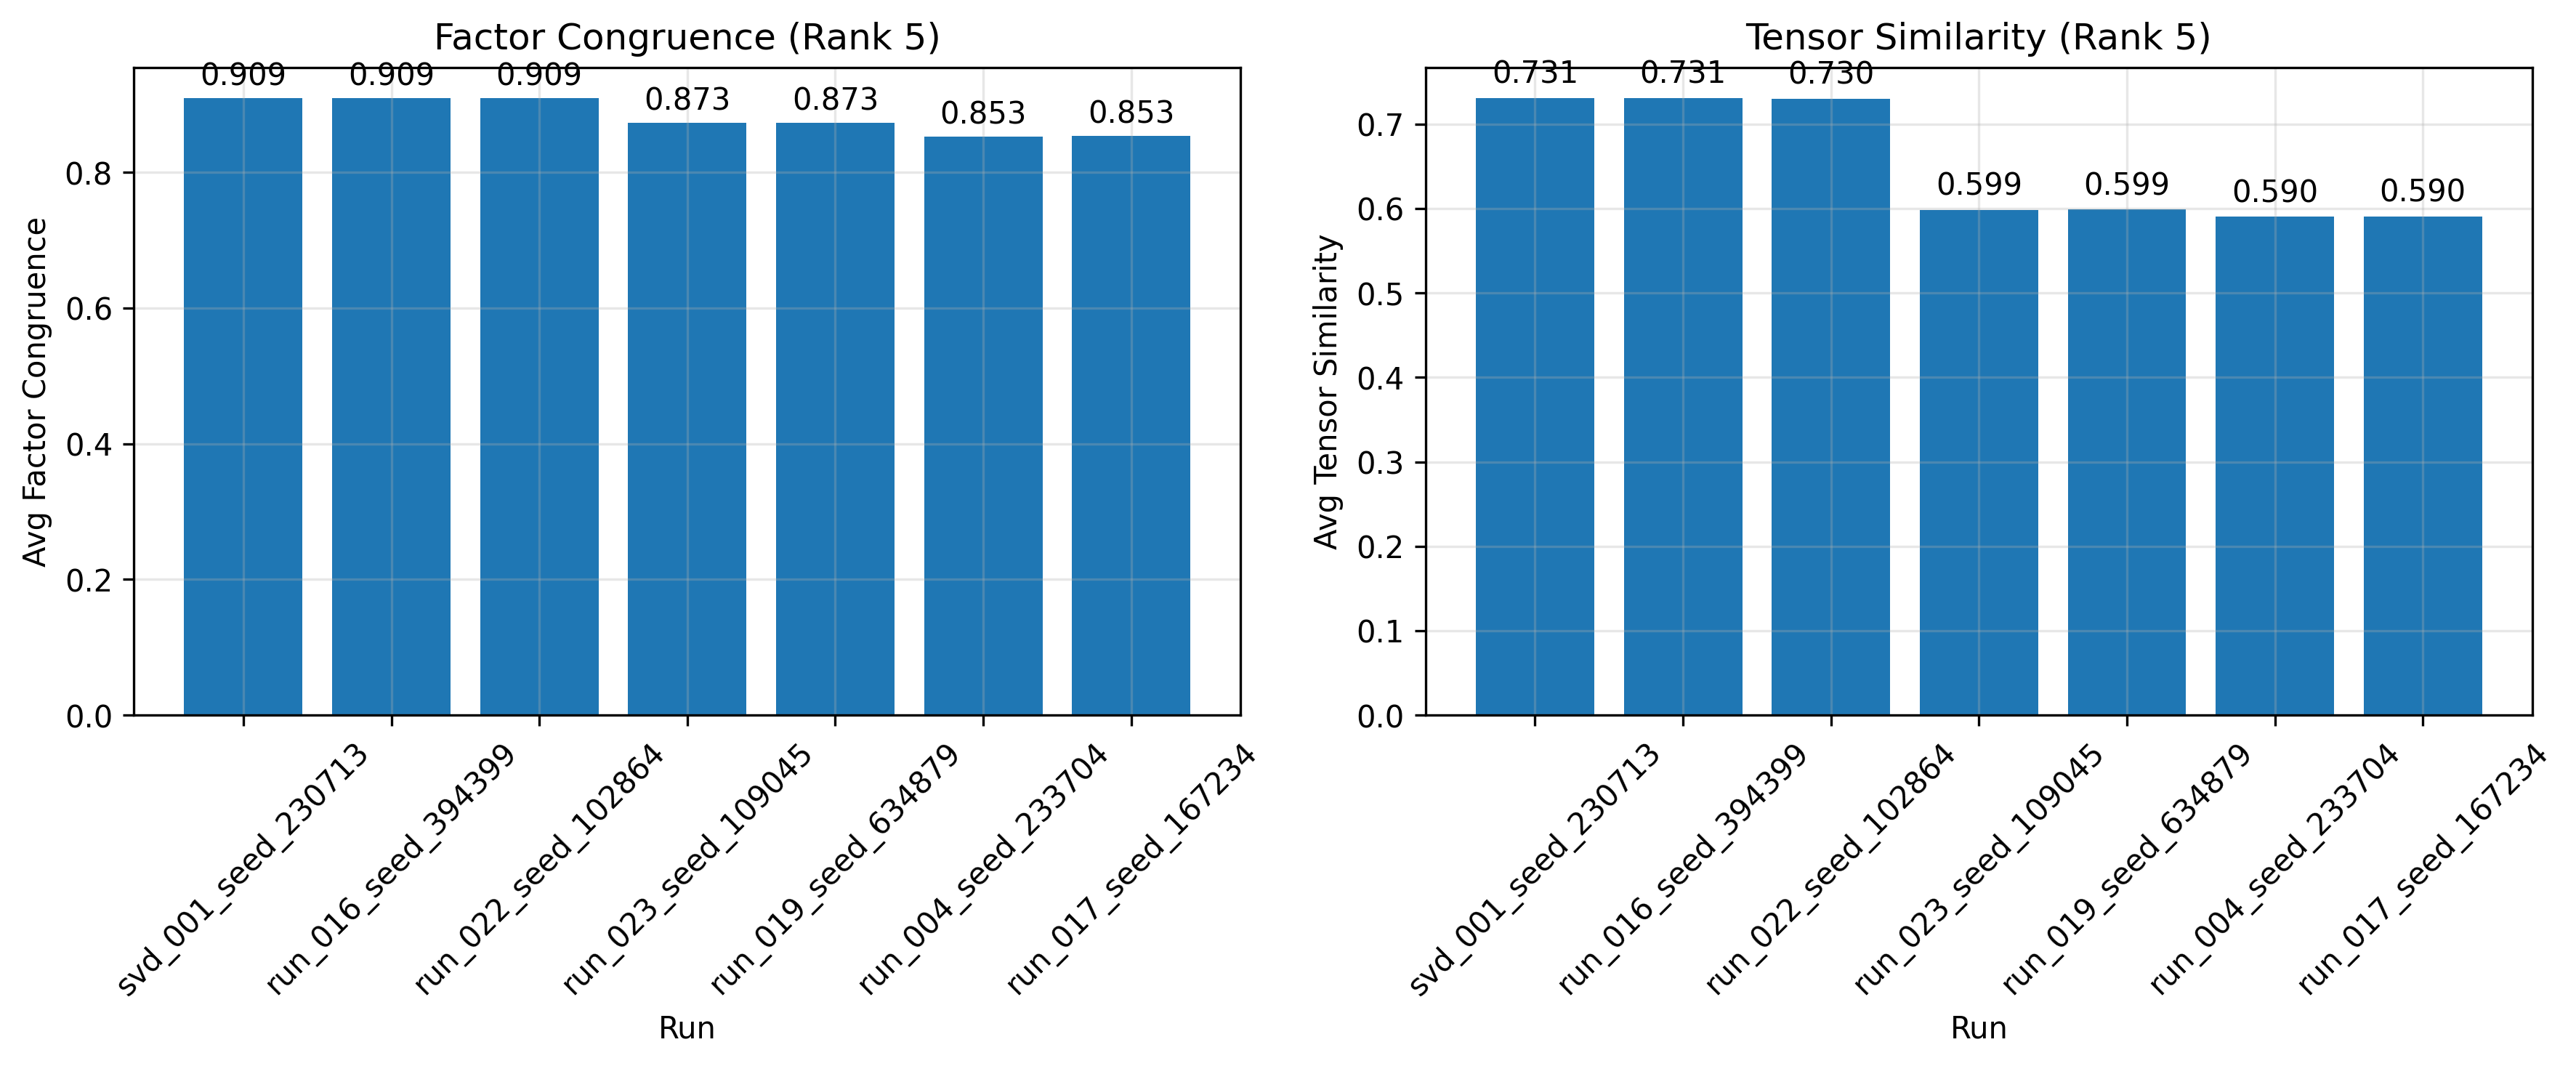 Factor Congruence (Rank 5)
0.909
0.909
0.909
0.873
0.873
0.853
0.853
Avg Factor Congruence
0.8
0.6
0.4
0.2
0.0
svd_001_seed_230713
run_016_seed_394399
run_022_seed_102864
run_023_seed_109045
run_019_seed_634879
run_004_seed_233704
run_017_seed_167234
Run
Tensor Similarity (Rank 5)
0.731
0.731
0.730
0.599
0.599
0.590
0.590
Avg Tensor Similarity
0.7
0.6
0.5
0.4
0.3
0.2
0.1
0.0
svd_001_seed_230713
run_016_seed_394399
run_022_seed_102864
run_023_seed_109045
run_019_seed_634879
run_004_seed_233704
run_017_seed_167234
Run